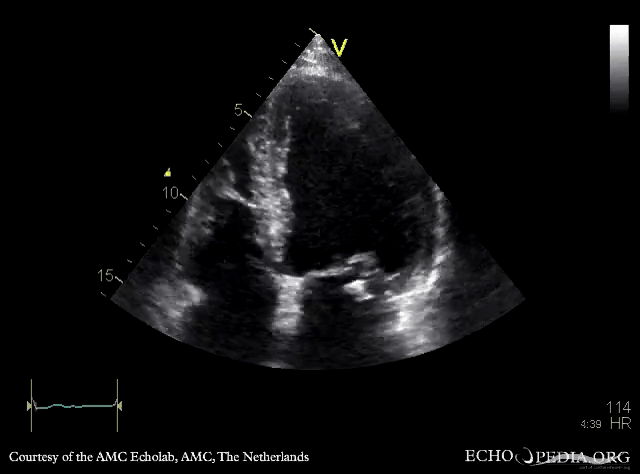 V
5
10
15
114
4:39 HR
Courtesy of the AMC Echolab, AMC, The Netherlands
ECHOPEDIA.ORG